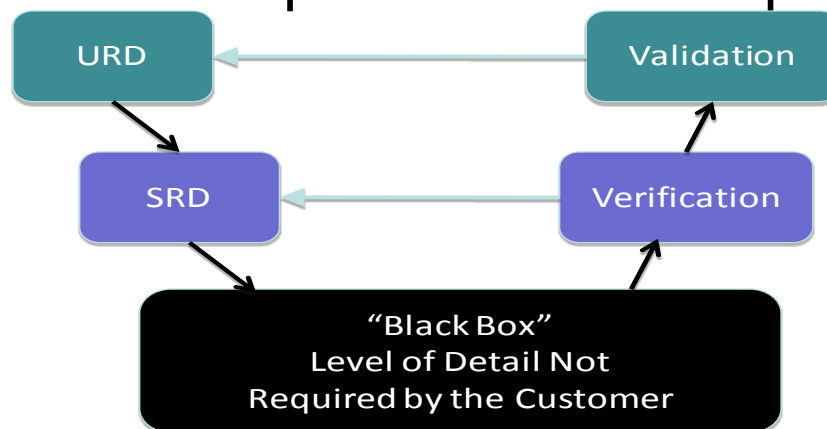 URD
Validation
SRD
Verification
“Black Box”
Level of Detail Not
Required by the Customer